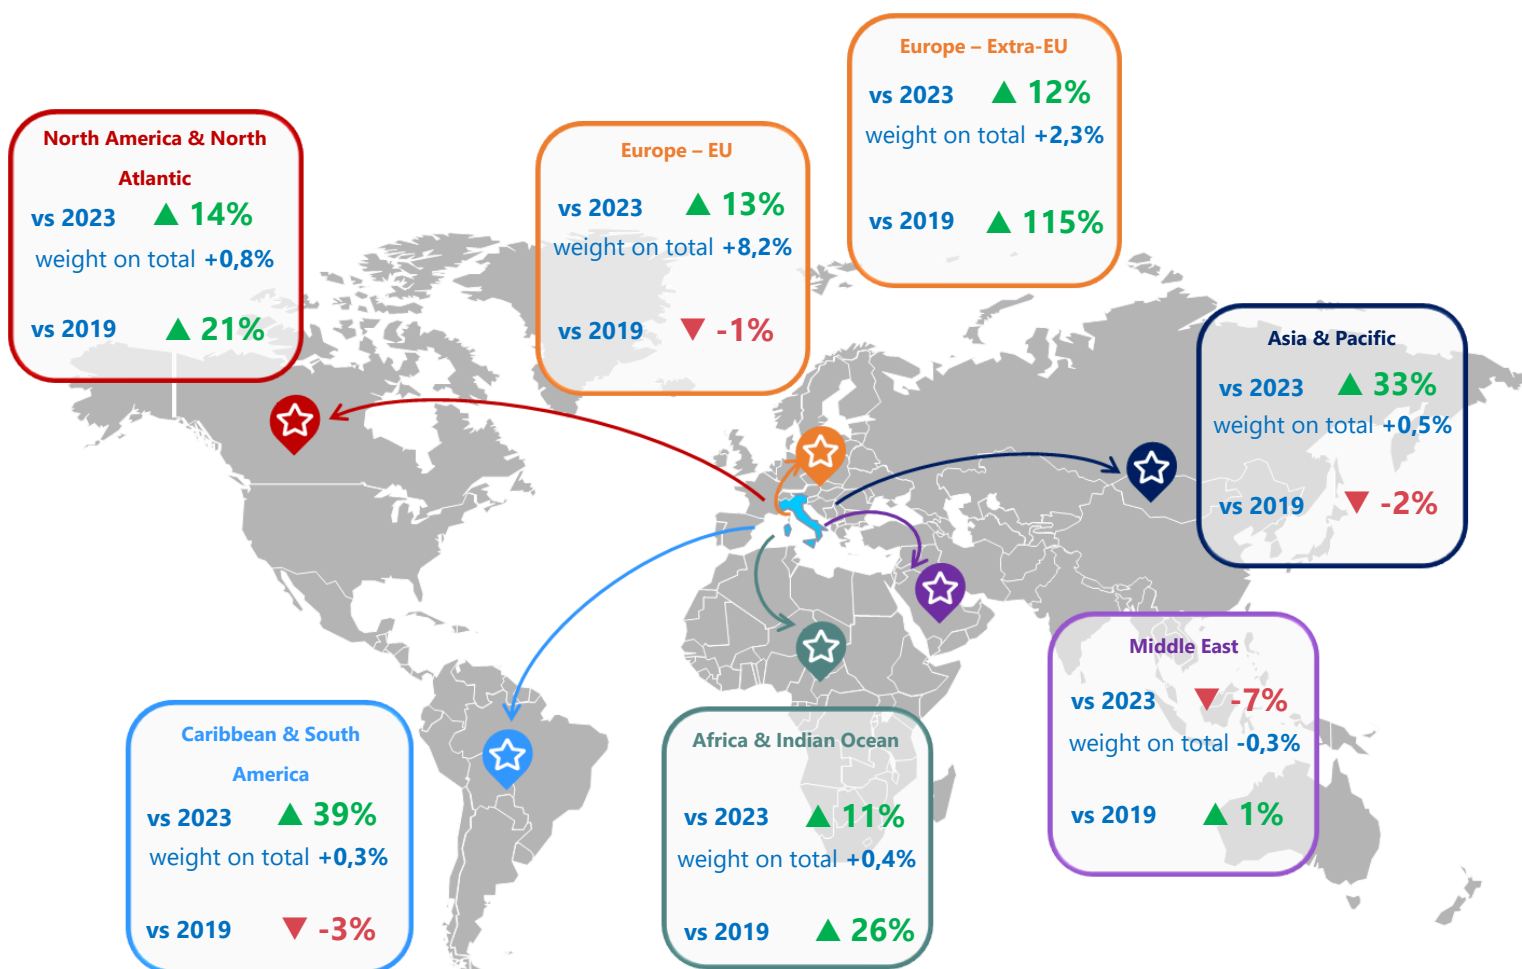 Europe – Extra-EU
vs 2023 ▲ 12%
weight on total +2,3%
vs 2019 ▲ 115%
North America & North
Atlantic
vs 2023 ▲ 14%
weight on total +0,8%
vs 2019 ▲ 21%
Europe – EU
vs 2023 ▲ 13%
weight on total +8,2%
vs 2019 ▼ -1%
Asia & Pacific
vs 2023 ▲ 33%
weight on total +0,5%
vs 2019 ▼ -2%
Middle East
vs 2023 ▼ -7%
weight on total -0,3%
vs 2019 ▲ 1%
Caribbean & South
America
vs 2023 ▲ 39%
weight on total +0,3%
vs 2019 ▼ -3%
Africa & Indian Ocean
vs 2023 ▲ 11%
weight on total +0,4%
vs 2019 ▲ 26%